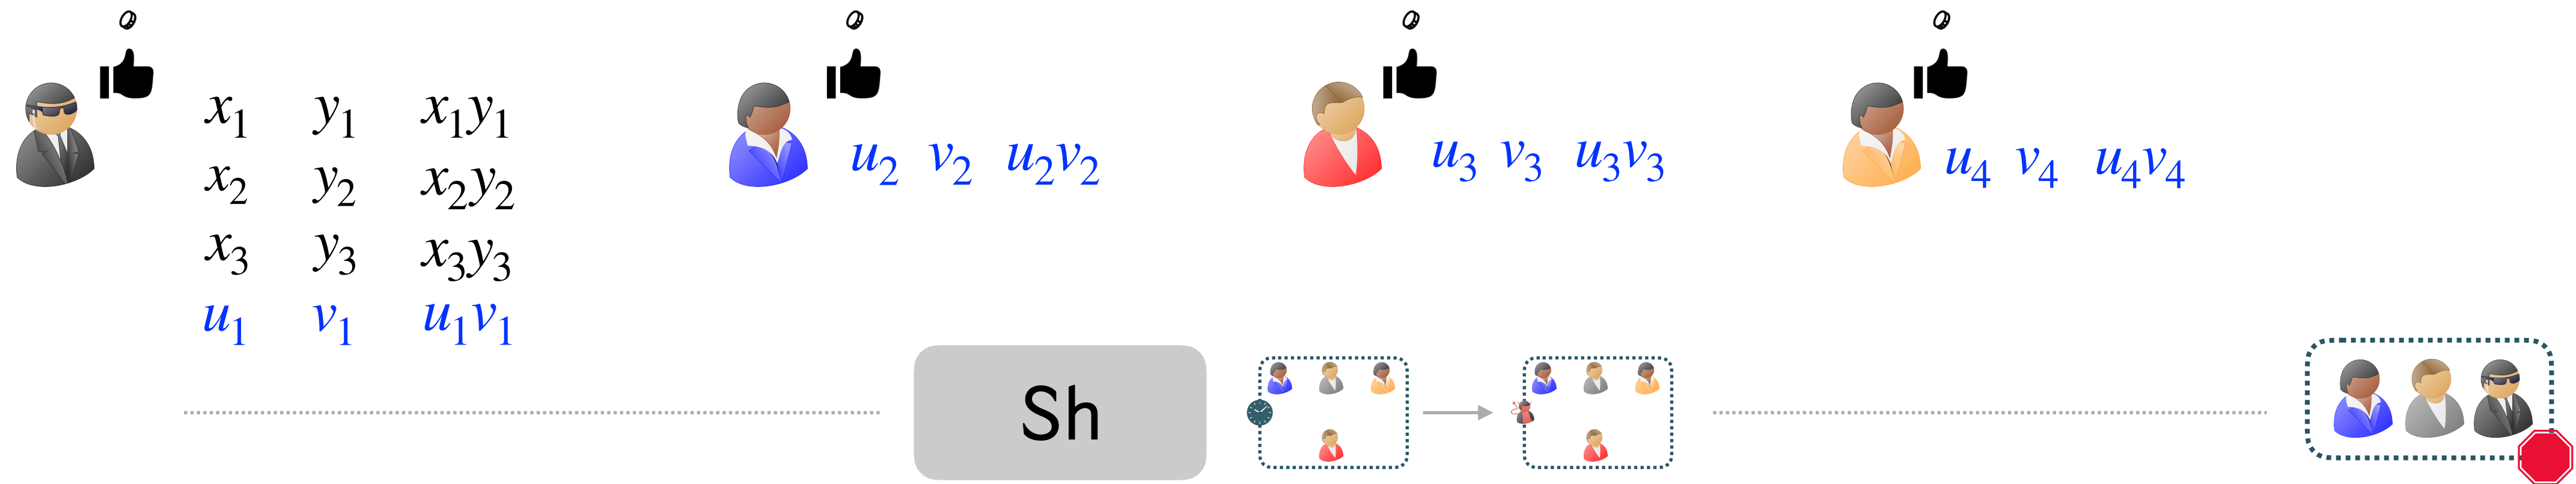 x₁ y₁ x₁y₁
x₂ y₂ x₂y₂
x₃ y₃ x₃y₃
u₁ v₁ u₁v₁
u₂ v₂ u₂v₂
u₃ v₃ u₃v₃
u₄ v₄ u₄v₄
Sh